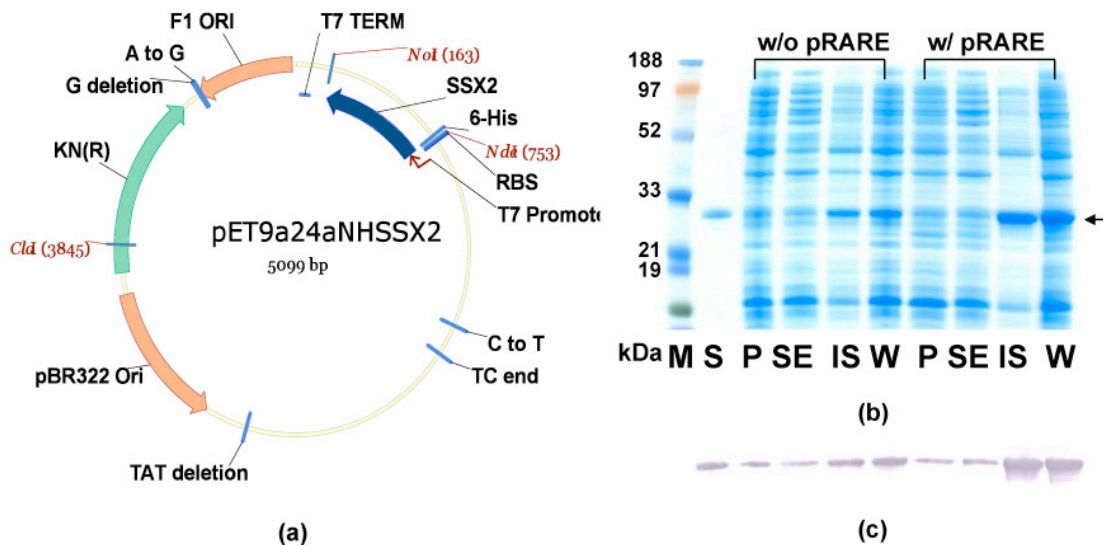 F1 ORI
T7 TERM
A to G
NotI (163)
G deletion
SSX2
6-His
KN(R)
NdeI (753)
RBS
T7 Promote
pET9a24aNHSSX2
ClaI (3845)
5099 bp
C to T
pBR322 Ori
TC end
TAT deletion
(a)
w/o pRARE w/ pRARE
188
97
52
33
21
19
kDa M S P SE IS W P SE IS W
(b)
(c)